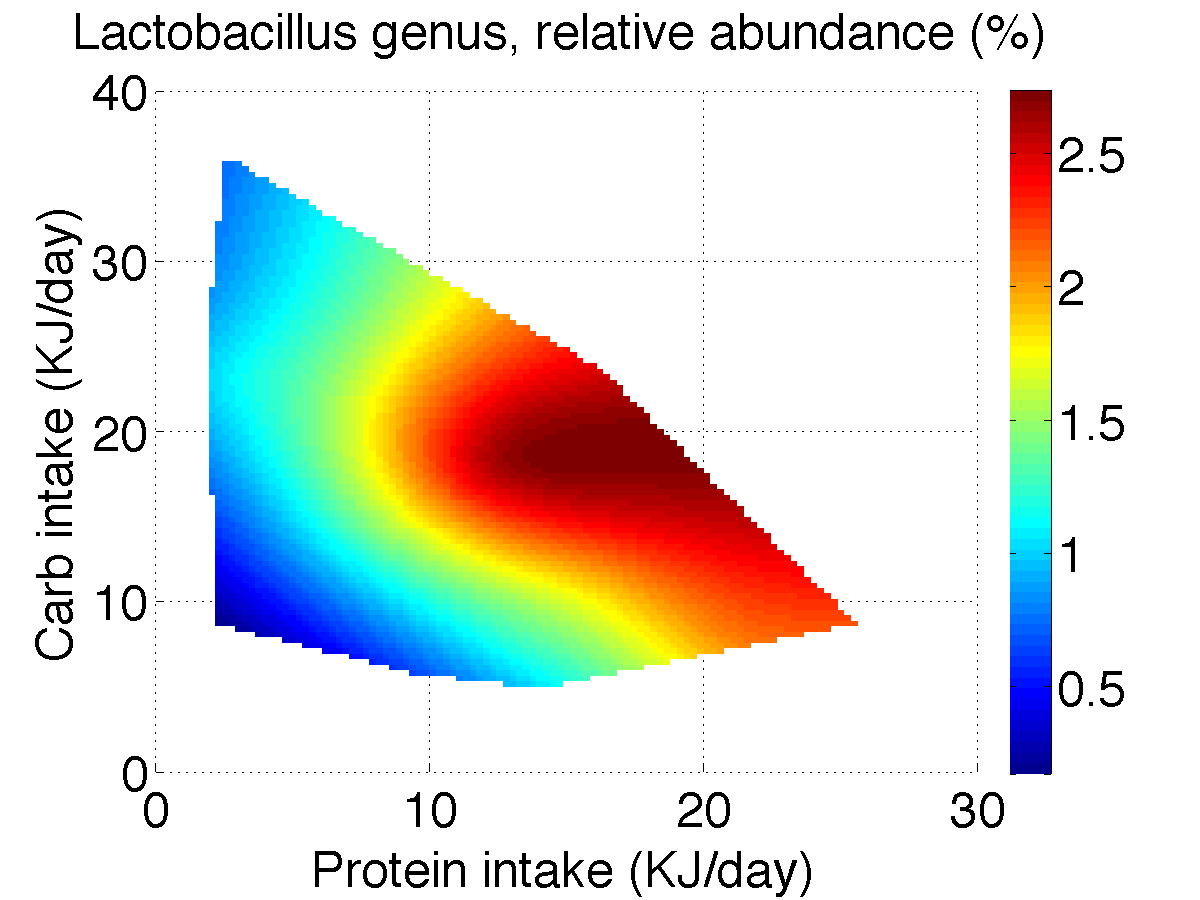 Lactobacillus genus, relative abundance (%)
40
30
20
10
0
0 10 20 30
Protein intake (KJ/day)
Carb intake (KJ/day)
2.5
2
1.5
1
0.5